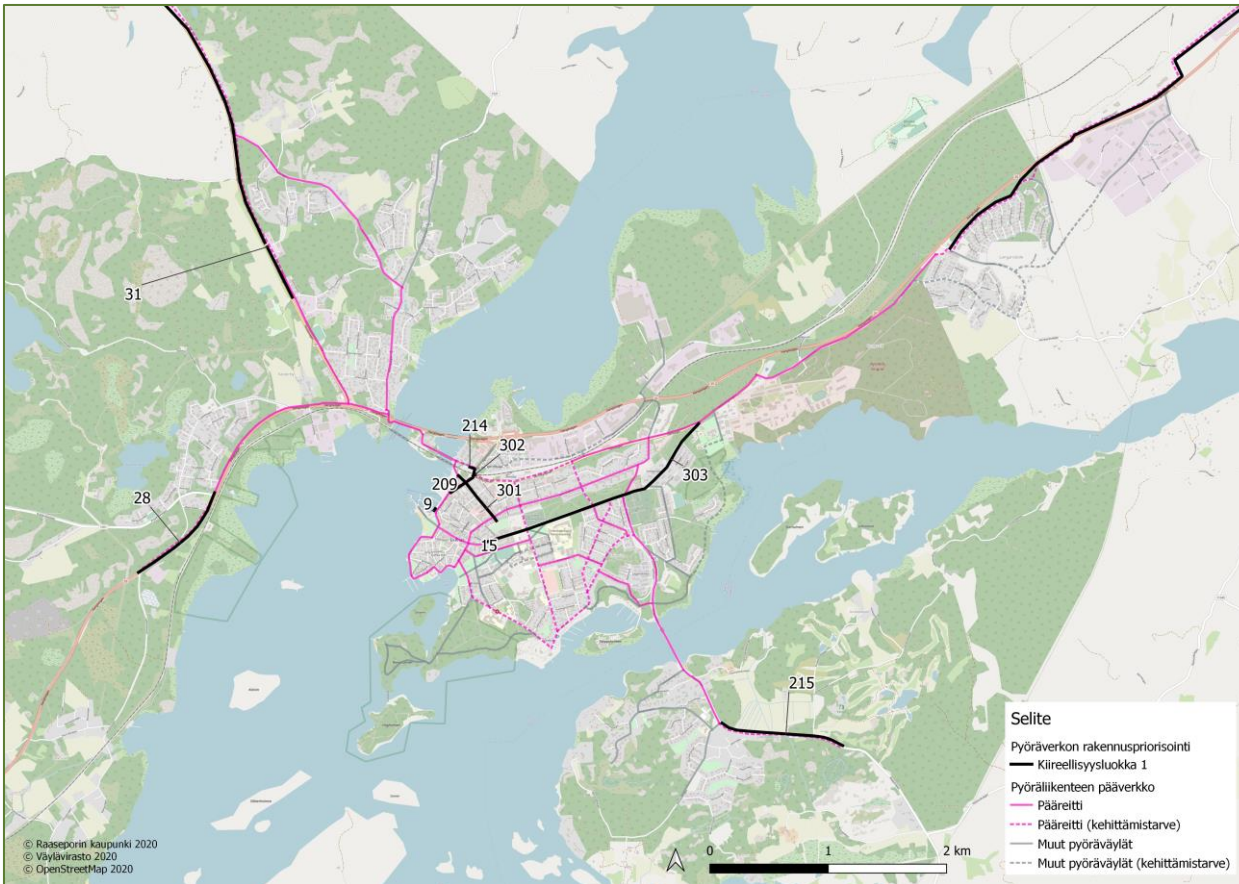 31
28
214
302
209
301
9
15
303
215
Selite
Pyöräverkon rakennuspriorisointi
Kiireellisyysluokka 1
Pyöräliikenteen pääverkko
Pääreitti
Pääreitti (kehittämistarve)
Muut pyöräväylät
Muut pyöräväylät (kehittämistarve)
0 1 2 km
© Raaseporin kaupunki 2020
© Väylävirasto 2020
© OpenStreetMap 2020